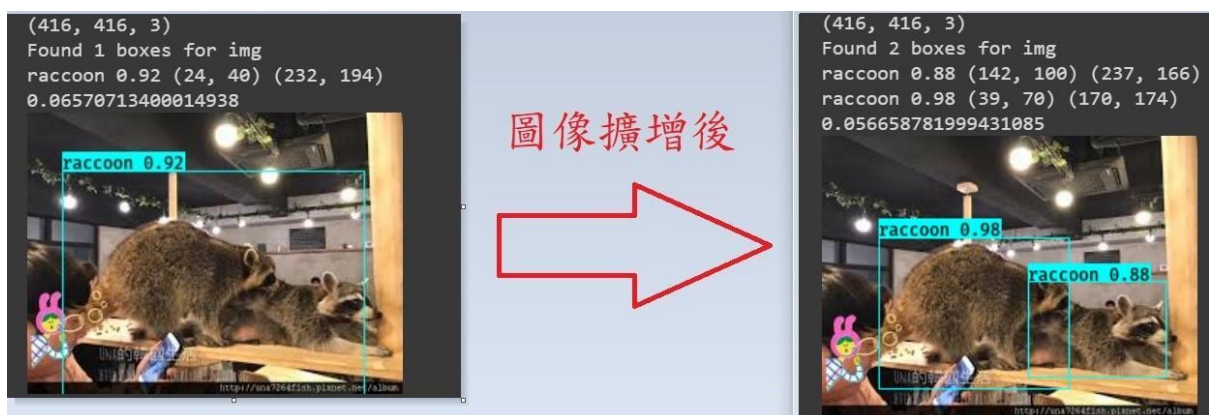 (416, 416, 3)
Found 1 boxes for img
raccoon 0.92 (24, 40) (232, 194)
0.06570713400014938
raccoon 0.92
http://una7264fish.pixnet.net/album
圖像擴增後
(416, 416, 3)
Found 2 boxes for img
raccoon 0.88 (142, 100) (237, 166)
raccoon 0.98 (39, 70) (170, 174)
0.056658781999431085
raccoon 0.98
raccoon 0.88
http://una7264fish.pixnet.net/album